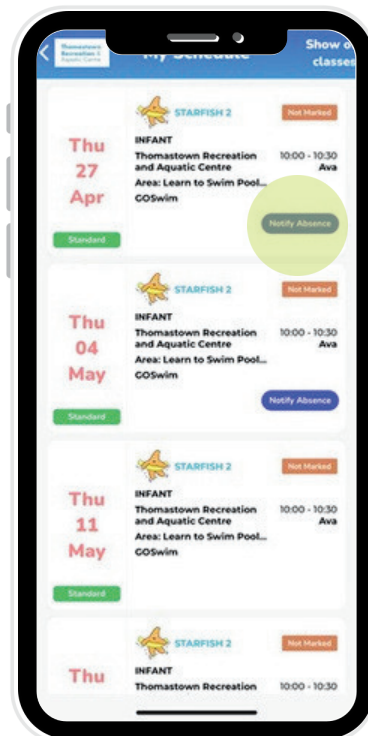 Thomastown
Recreation &
Aquatic Centre
My Schedule
Show o
classes
STARFISH 2
Not Marked
Thu
27
Apr
INFANT
Thomastown Recreation
and Aquatic Centre
10:00 - 10:30
Ava
Area: Learn to Swim Pool...
GOSwim
Notify Absence
Standard
STARFISH 2
Not Marked
Thu
04
May
INFANT
Thomastown Recreation
and Aquatic Centre
10:00 - 10:30
Ava
Area: Learn to Swim Pool...
GOSwim
Notify Absence
Standard
STARFISH 2
Not Marked
Thu
11
May
INFANT
Thomastown Recreation
and Aquatic Centre
10:00 - 10:30
Ava
Area: Learn to Swim Pool...
GOSwim
Standard
STARFISH 2
Not Marked
Thu
INFANT
Thomastown Recreation
10:00 - 10:30